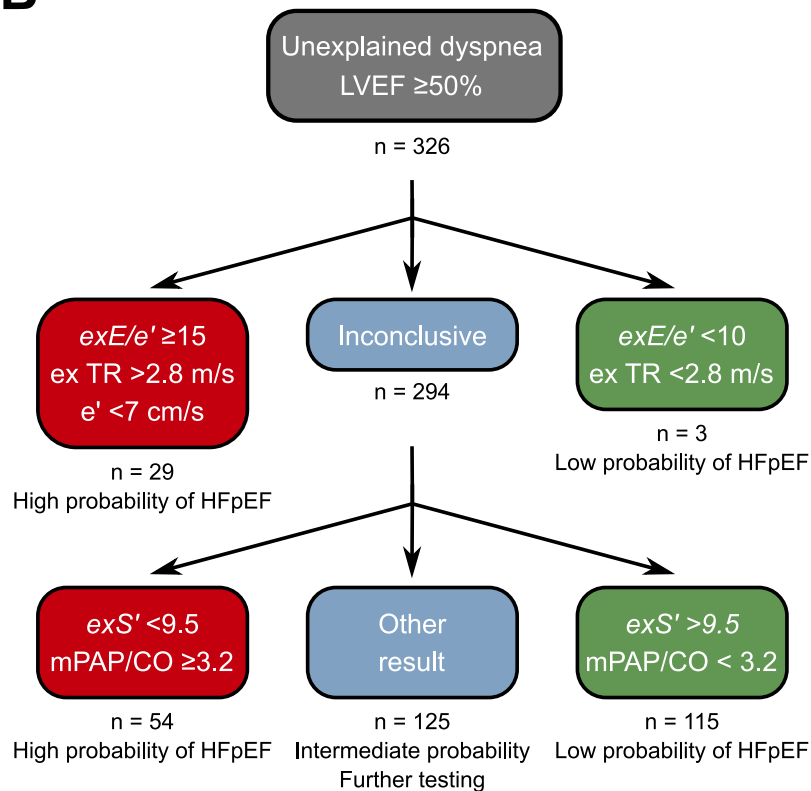 Unexplained dyspnea
LVEF ≥50%
n = 326
exE/e' ≥15
ex TR >2.8 m/s
e' <7 cm/s
n = 29
High probability of HFpEF
Inconclusive
n = 294
exE/e' <10
ex TR <2.8 m/s
n = 3
Low probability of HFpEF
exS' <9.5
mPAP/CO ≥3.2
n = 54
High probability of HFpEF
Other
result
n = 125
Intermediate probability
Further testing
exS' >9.5
mPAP/CO < 3.2
n = 115
Low probability of HFpEF